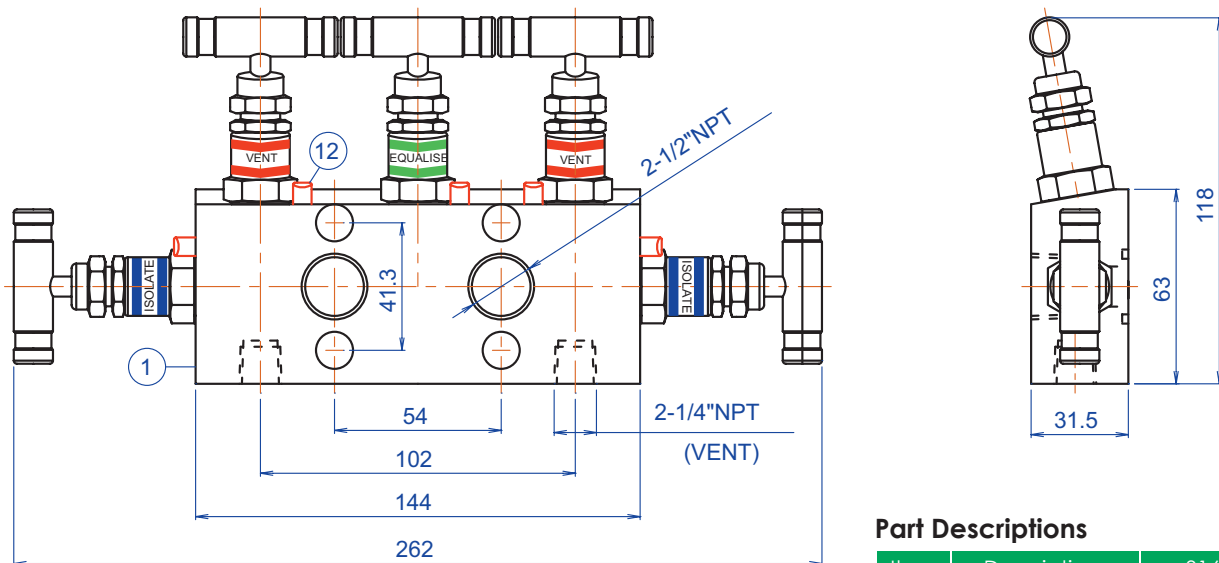 VENT
EQUALISE
VENT
12
2-1/2"NPT
ISOLATE
ISOLATE
41.3
1
54
2-1/4"NPT
(VENT)
102
144
262
118
63
31.5
Part Descriptions